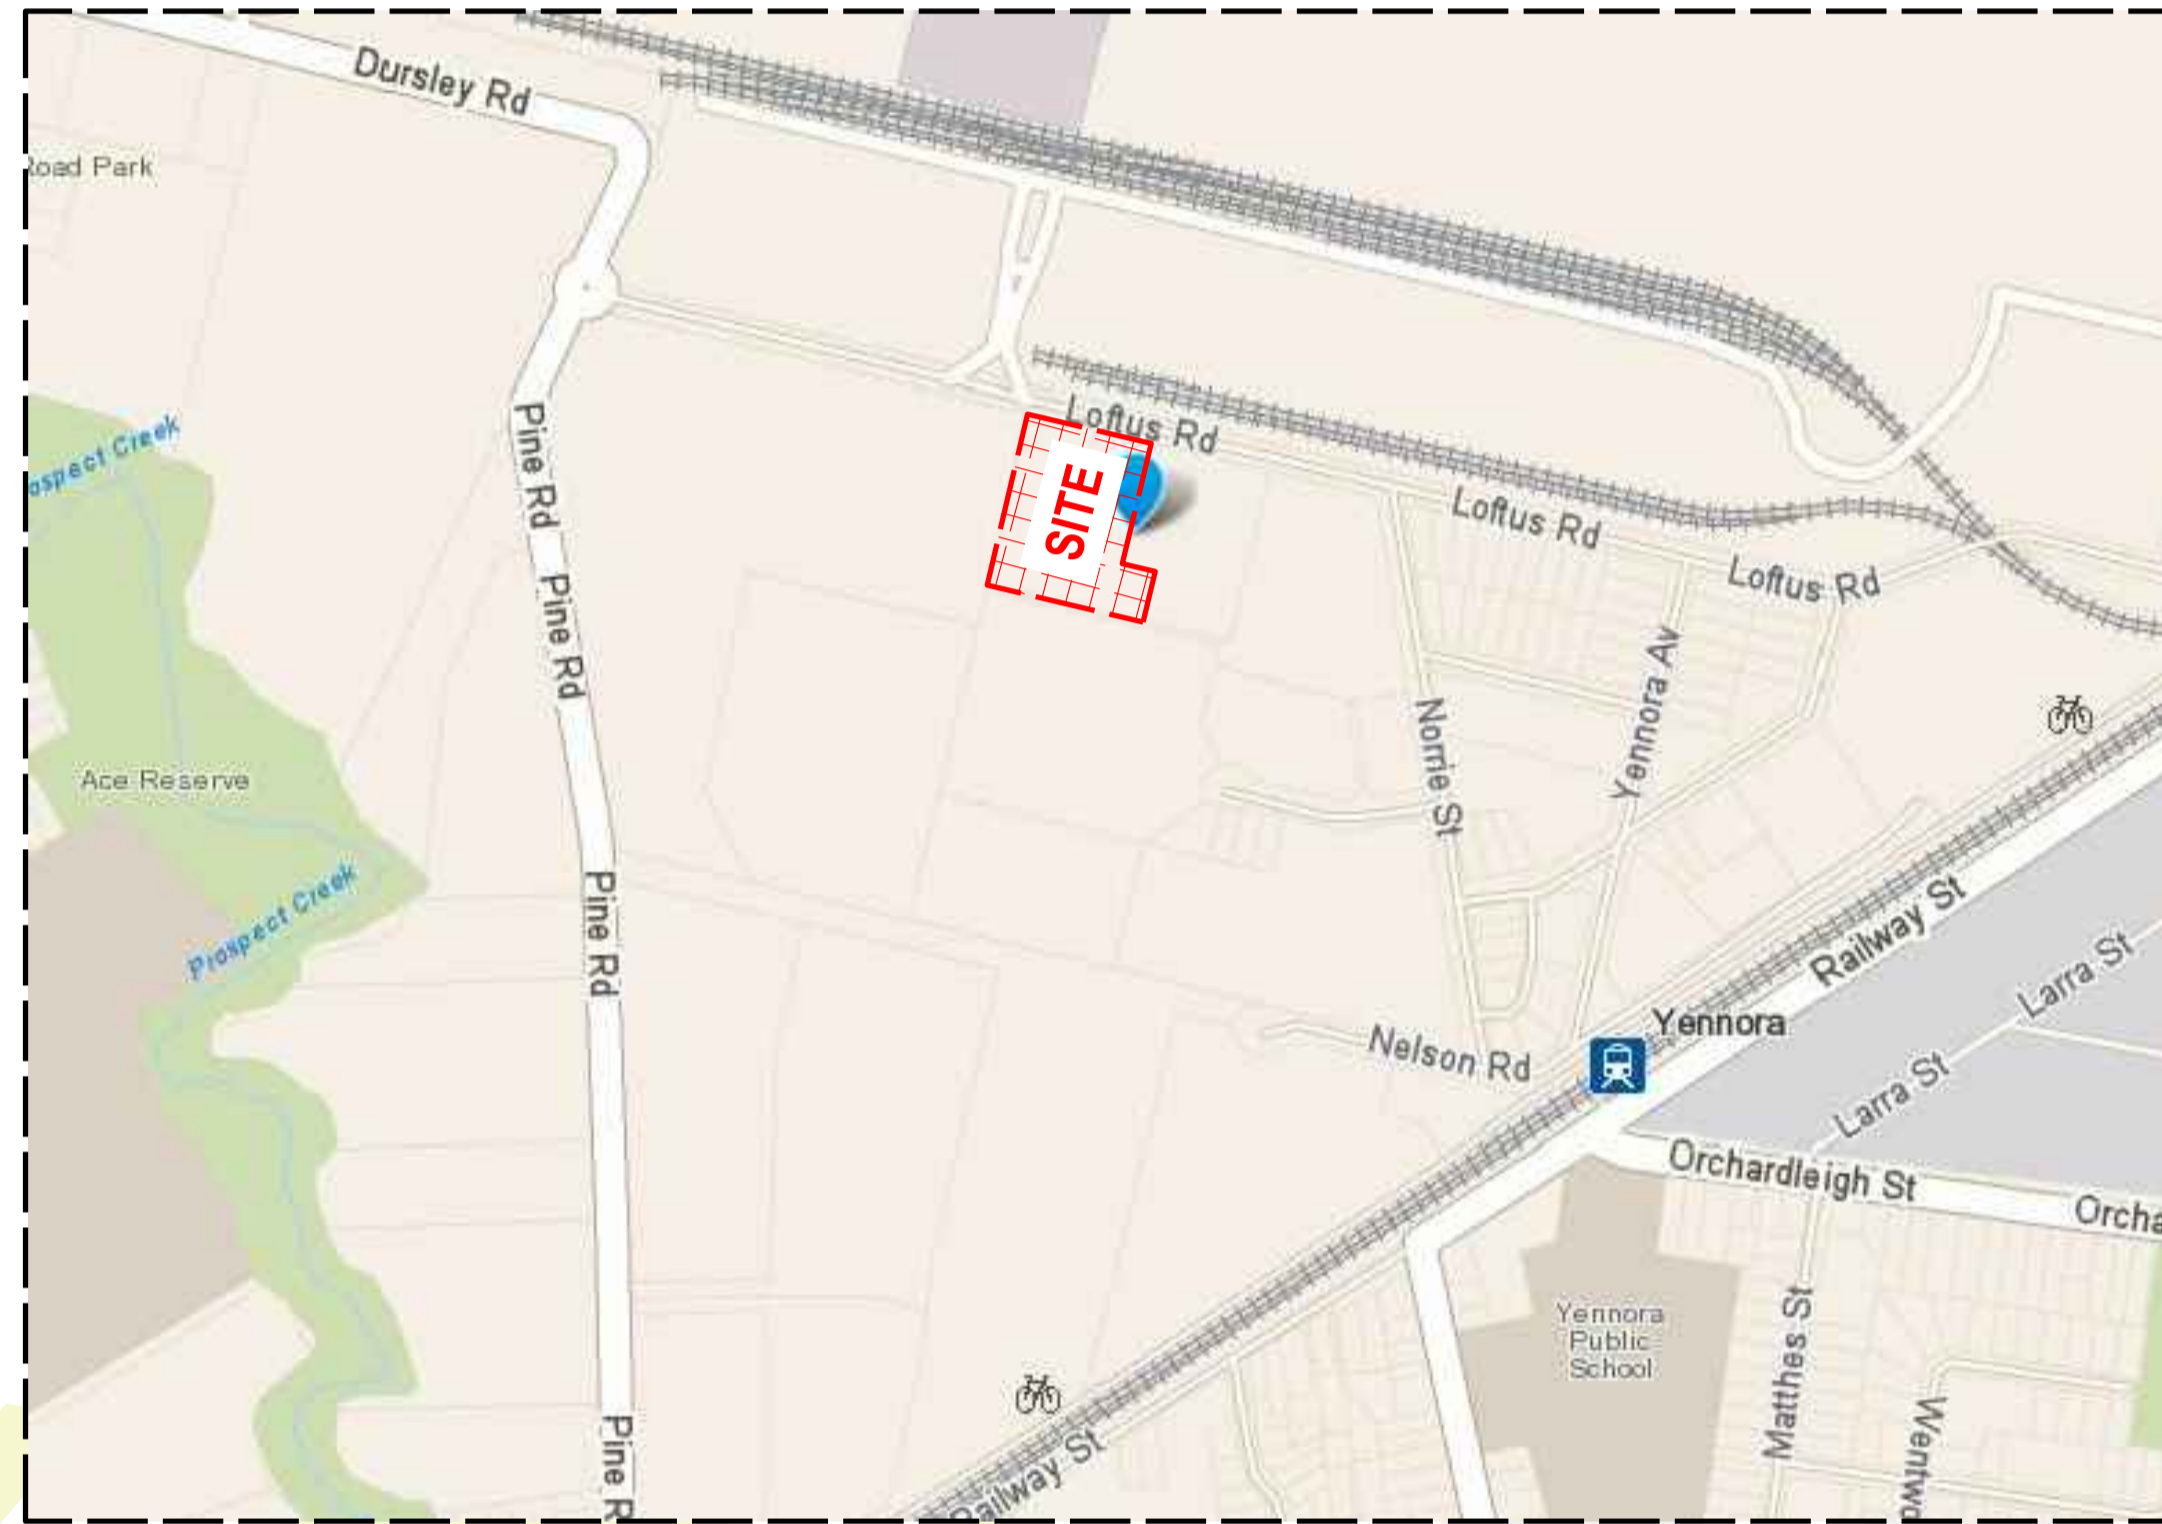 Dursley Rd
Road Park
Loftus Rd
Prospect Creek
Pine Rd
SITE
Loftus Rd
Loftus Rd
Pine Rd
Yennora Av
Norrie St
Ace Reserve
Prospect Creek
Pine Rd
Railway St
Larra St
Yennora
Nelson Rd
Larra St
Orchardleigh St
Orcha
Yennora
Public
School
Matthes St
Wentwo
Pine R
Railway St